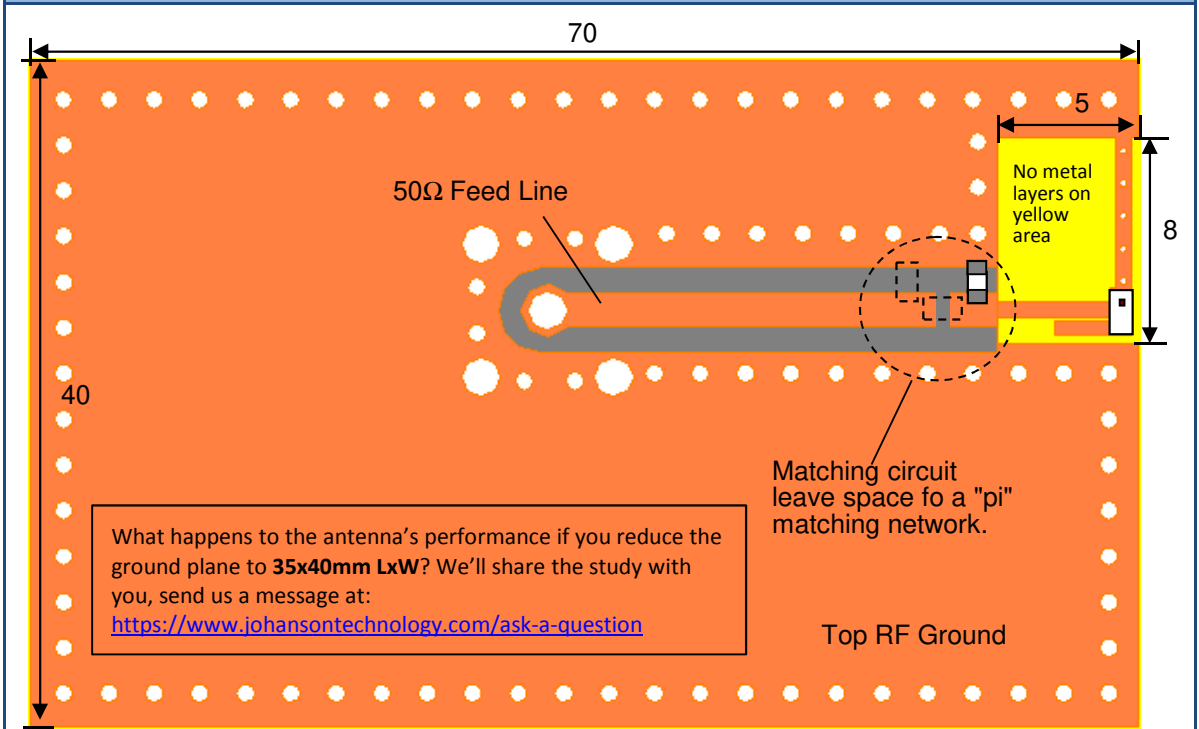 70
5
No metal
layers on
yellow
area
8
50Ω Feed Line
40
Matching circuit
leave space fo a "pi"
matching network.
What happens to the antenna's performance if you reduce the
ground plane to 35x40mm LxW? We'll share the study with
you, send us a message at:
https://www.johansontechnology.com/ask-a-question
Top RF Ground